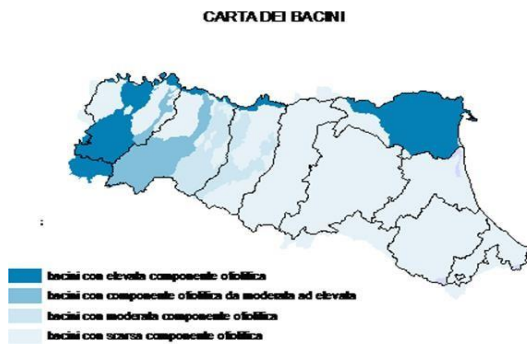 CARTA DEI BACINI
:
bacini con elevata componente ofiolitica
bacini con componente ofiolitica da moderata ad elevata
bacini con moderata componente ofiolitica
bacini con scarsa componente ofiolitica